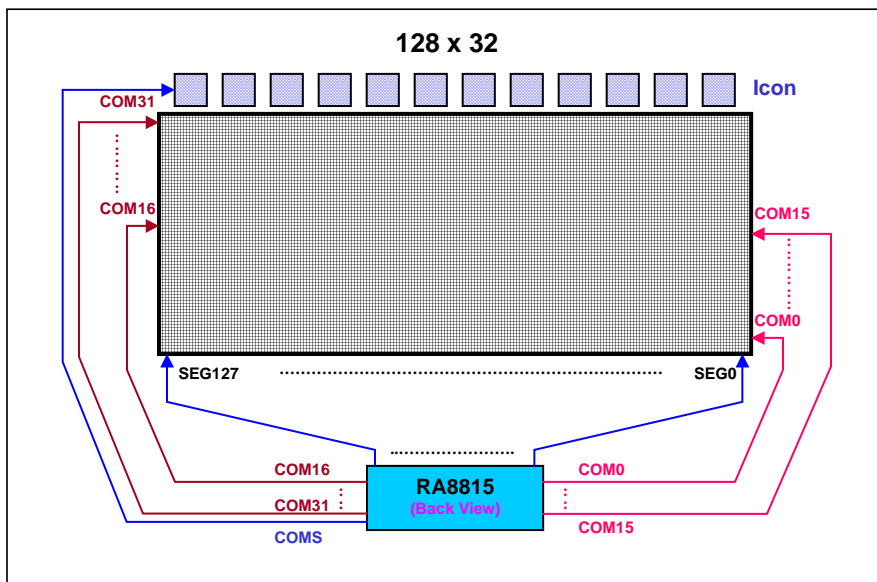 128 x 32
Icon
COM31
COM16
COM15
COM0
SEG127
SEG0
COM16
RA8815
COM0
(Back View)
COM31
COM15
COMS